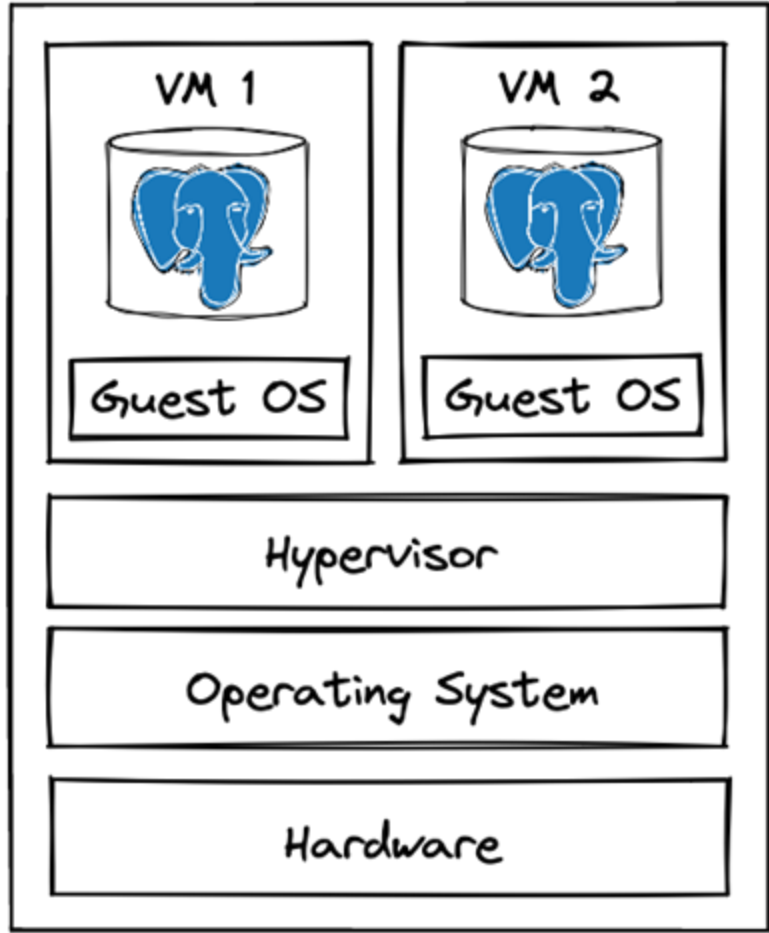 VM 1
VM 2
Guest OS
Guest OS
Hypervisor
Operating System
Hardware